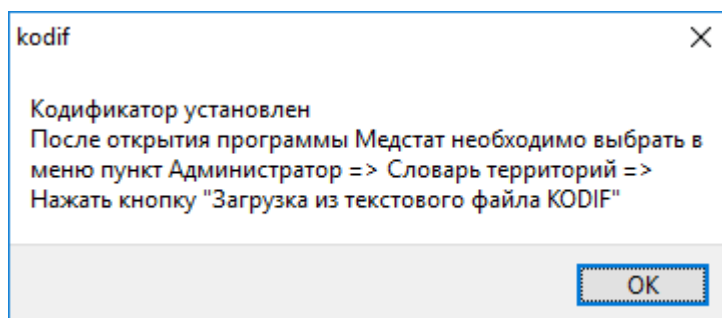 kodif
Кодификатор установлен
После открытия программы Медстат необходимо выбрать в
меню пункт Администратор => Словарь территорий =>
Нажать кнопку "Загрузка из текстового файла KODIF"
OK